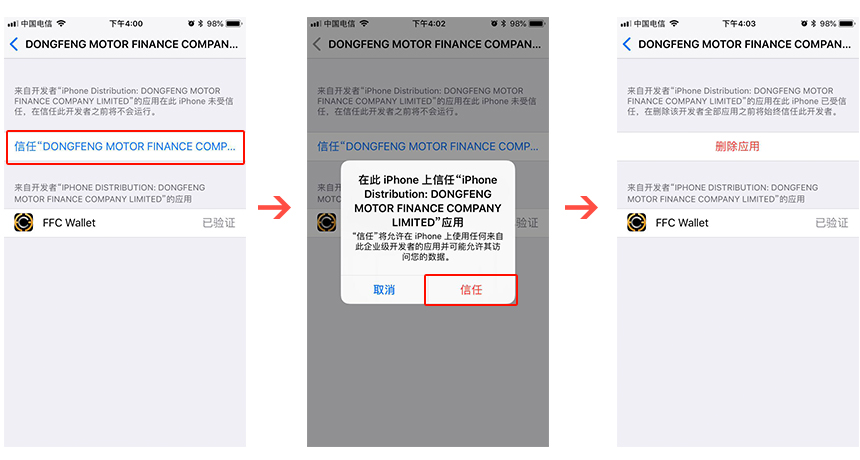 中国电信 下午4:00 98%
DONGFENG MOTOR FINANCE COMPAN...
来自开发者“iPhone Distribution: DONGFENG MOTOR
FINANCE COMPANY LIMITED”的应用在此 iPhone 未受信
任，在信任此开发者之前将不会运行。
信任“DONGFENG MOTOR FINANCE COMP...
来自开发者“IPHONE DISTRIBUTION: DONGFENG
MOTOR FINANCE COMPANY LIMITED”的应用
FFC Wallet 已验证
中国电信 下午4:02 98%
DONGFENG MOTOR FINANCE COMPAN...
来自开发者“iPhone Distribution: DONGFENG MOTOR
FINANCE COMPANY LIMITED”的应用在此 iPhone 未受信
任，在信任此开发者之前将不会运行。
信任“DONGFENG MOTOR FINANCE COMP...
在此 iPhone 上信任“iPhone
Distribution: DONGFENG
MOTOR FINANCE COMPANY
LIMITED”应用
“信任”将允许在 iPhone 上使用任何来自
此企业级开发者的应用并可能允许其访
问您的数据。
取消 信任
中国电信 下午4:03 98%
DONGFENG MOTOR FINANCE COMPAN...
来自开发者“iPhone Distribution: DONGFENG MOTOR
FINANCE COMPANY LIMITED”的应用在此 iPhone 已受信
任，在删除该开发者全部应用之前将始终信任此开发者。
删除应用
来自开发者“IPHONE DISTRIBUTION: DONGFENG
MOTOR FINANCE COMPANY LIMITED”的应用
FFC Wallet 已验证